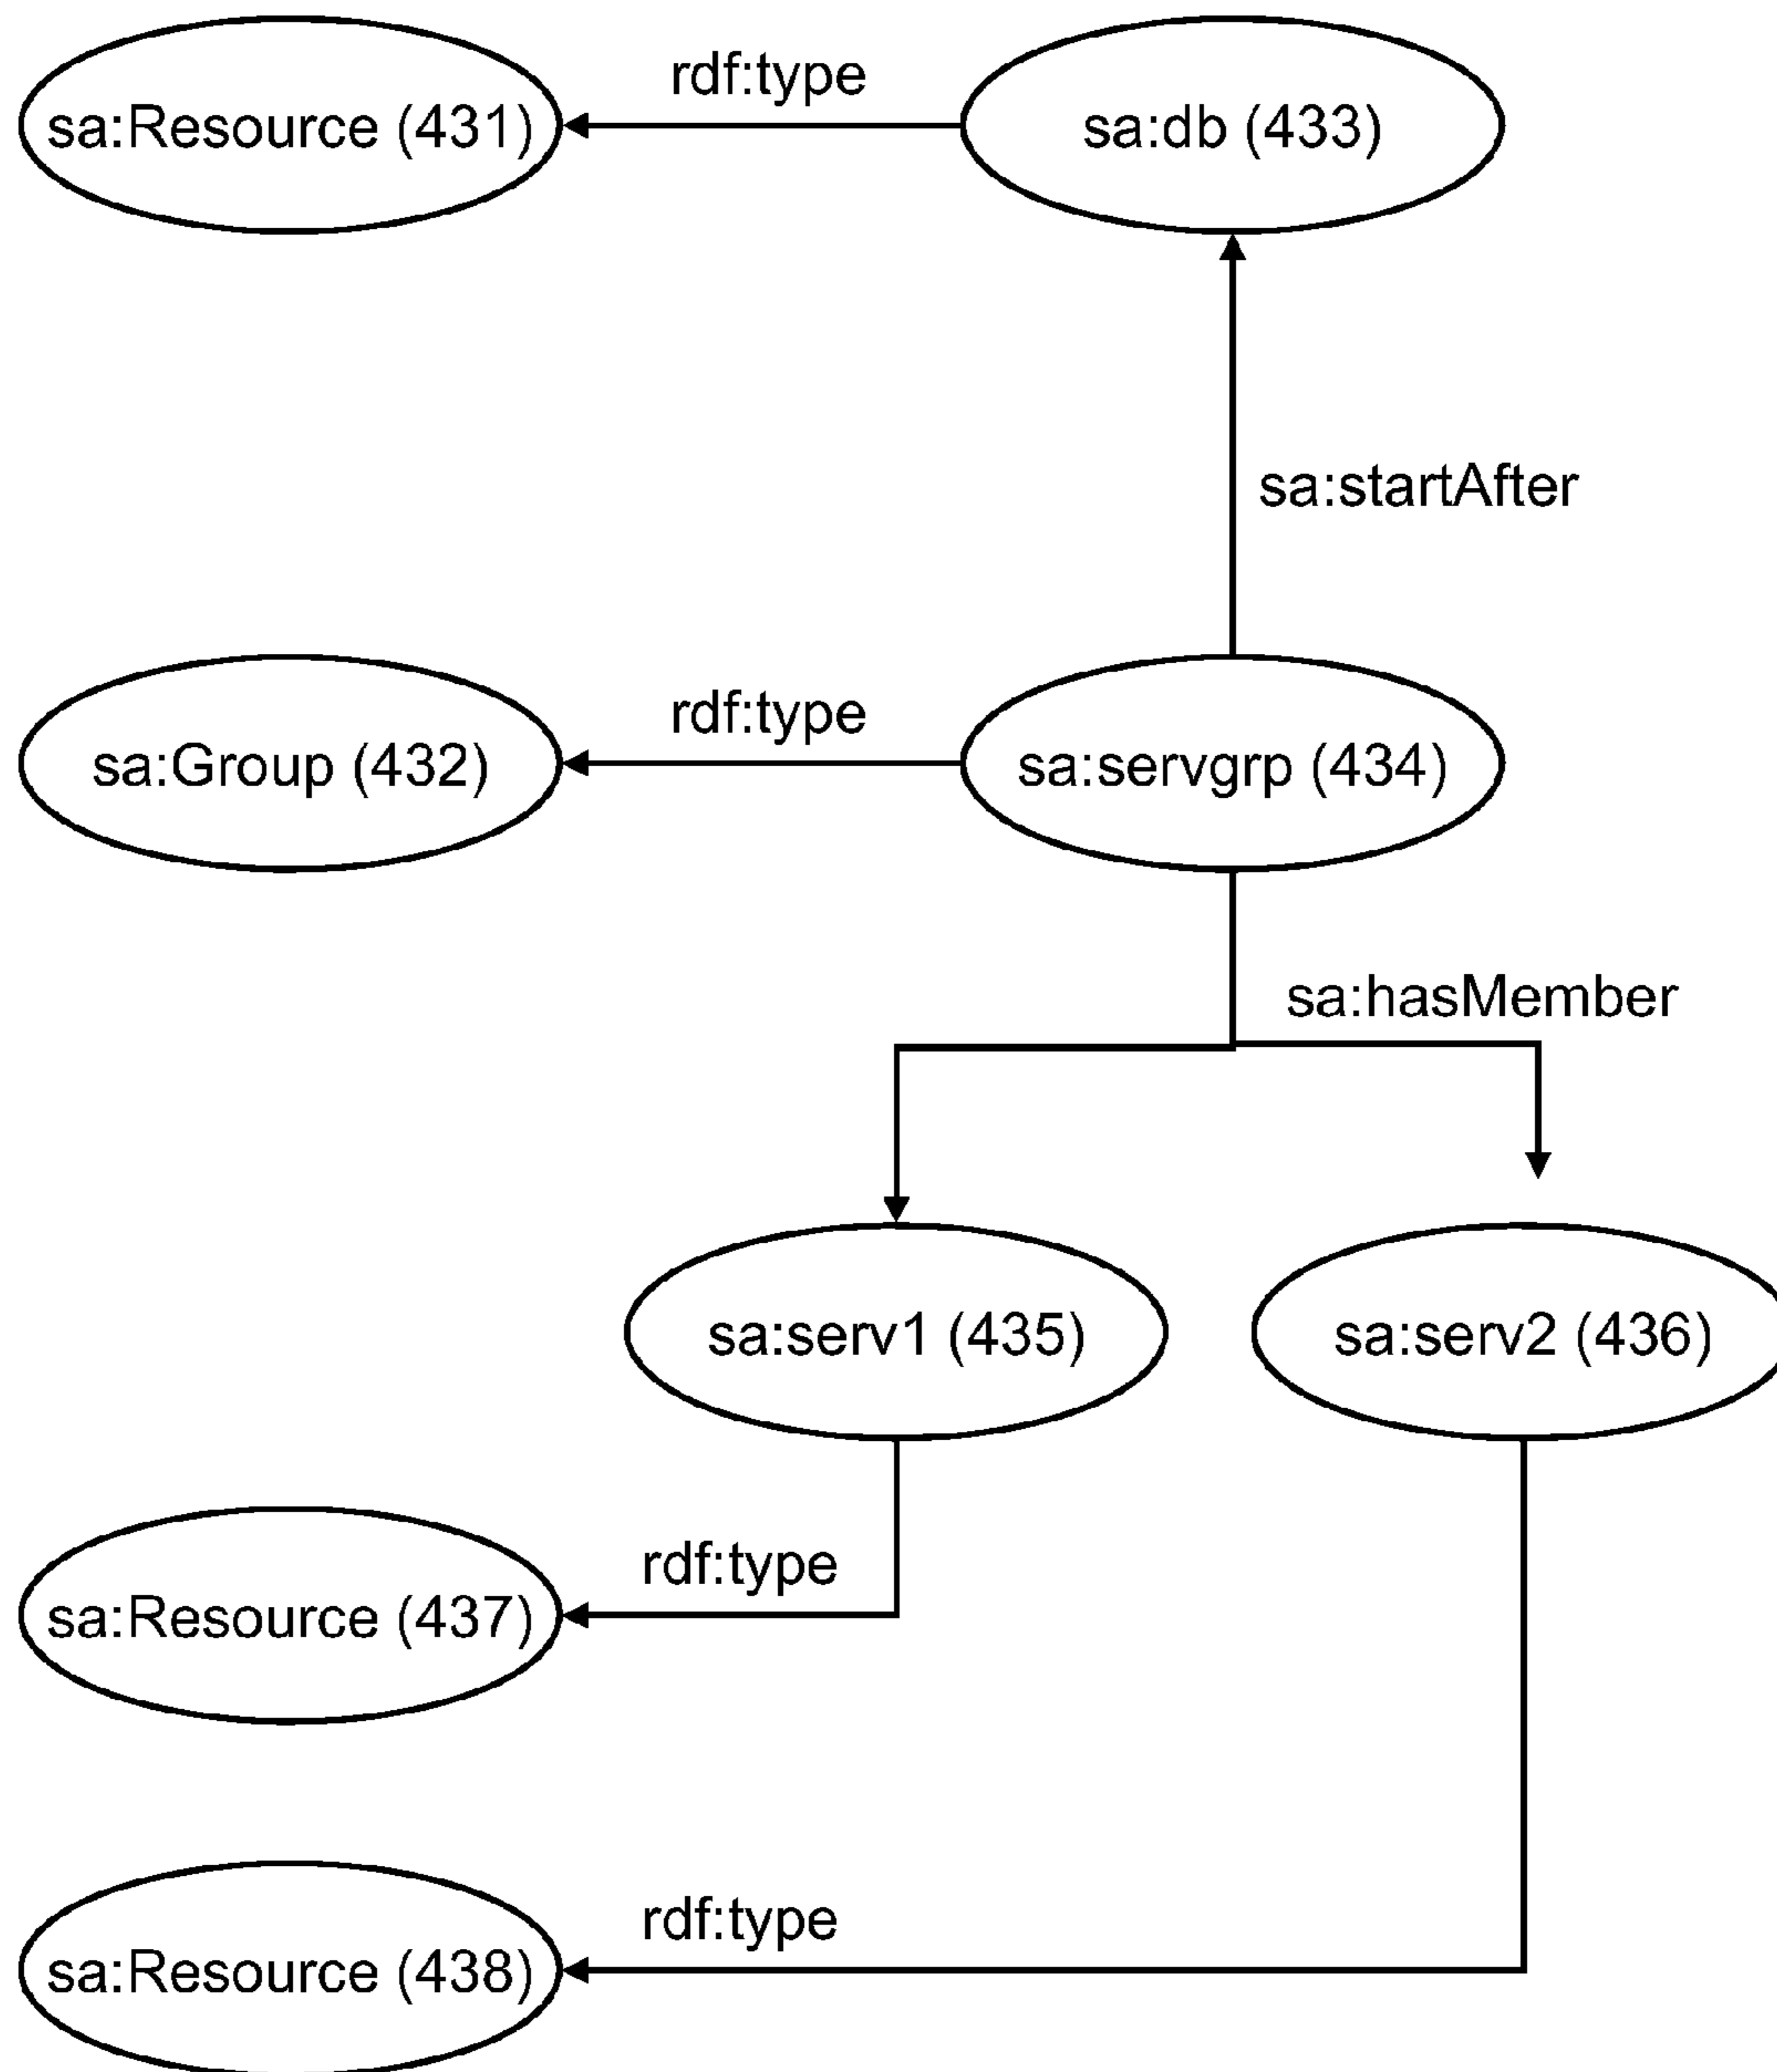 rdf:type
sa:Resource (431)
sa:db (433)
sa:startAfter
rdf:type
sa:Group (432)
sa:servgrp (434)
sa:hasMember
sa:serv1 (435)
sa:serv2 (436)
rdf:type
sa:Resource (437)
rdf:type
sa:Resource (438)